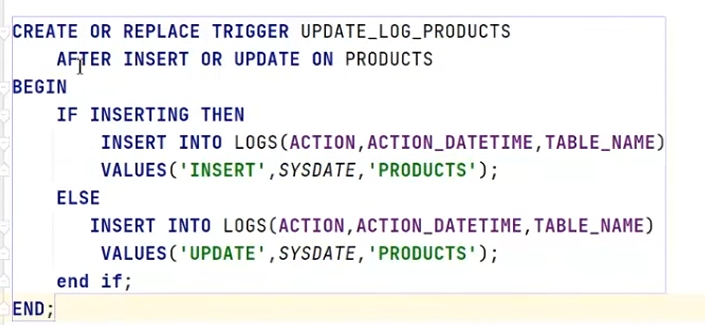 CREATE OR REPLACE TRIGGER UPDATE_LOG_PRODUCTS
AFTER INSERT OR UPDATE ON PRODUCTS
BEGIN
IF INSERTING THEN
INSERT INTO LOGS(ACTION,ACTION_DATETIME,TABLE_NAME)
VALUES('INSERT',SYSDATE,'PRODUCTS');
ELSE
INSERT INTO LOGS(ACTION,ACTION_DATETIME,TABLE_NAME)
VALUES('UPDATE',SYSDATE,'PRODUCTS');
end if;
END;